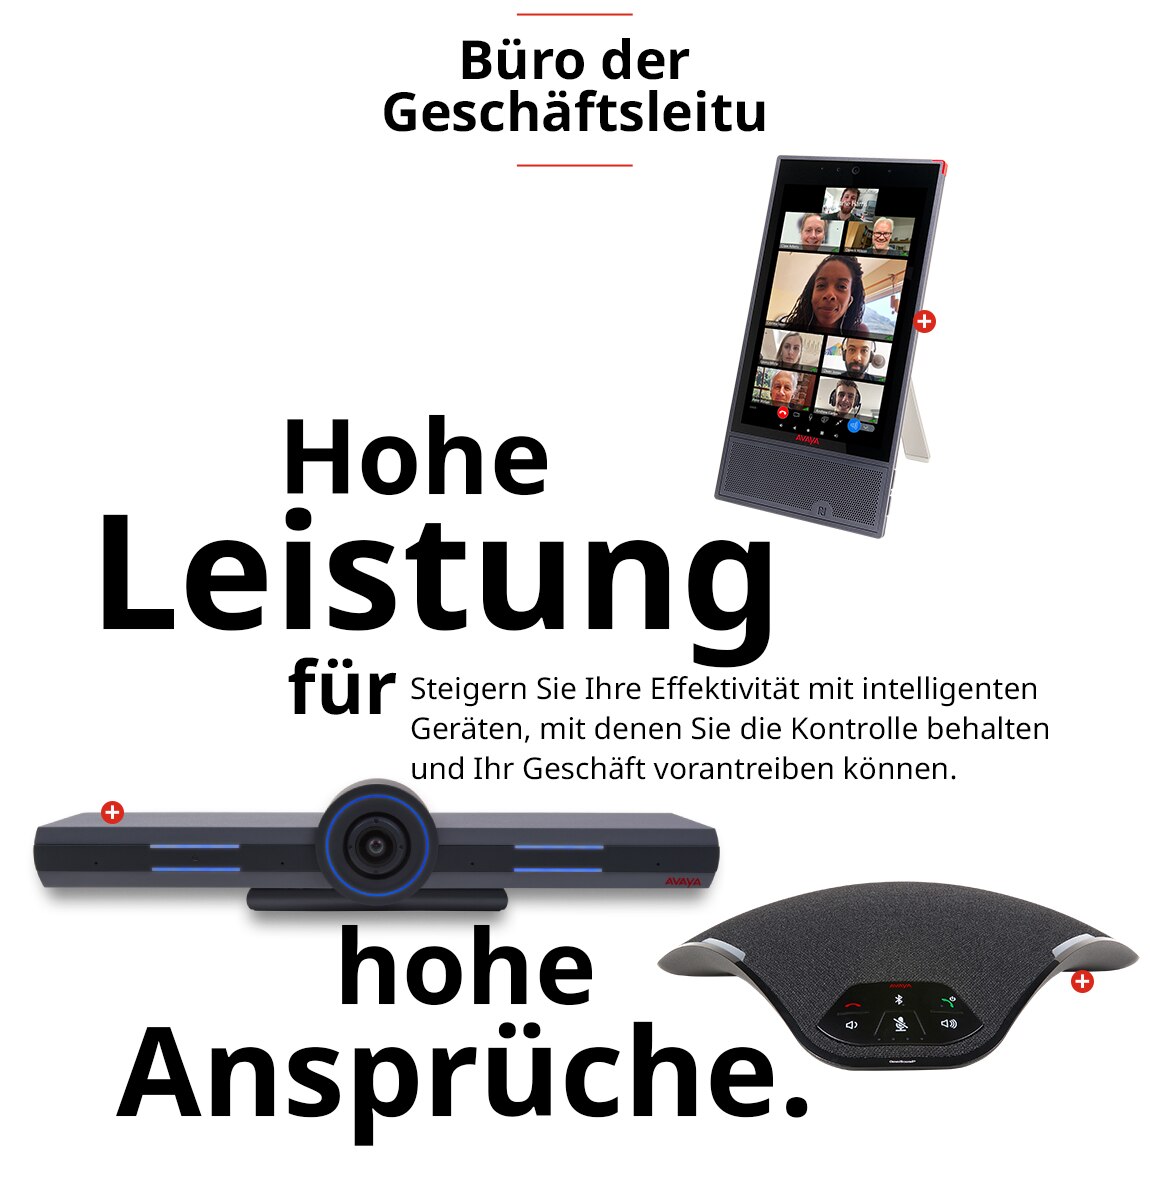 Büro der
Geschäftsleitu
AVAYA
Hohe
Leistung
für
Steigern Sie Ihre Effektivität mit intelligenten
Geräten, mit denen Sie die Kontrolle behalten
und Ihr Geschäft vorantreiben können.
AVAYA
hohe
Ansprüche.
AVAYA